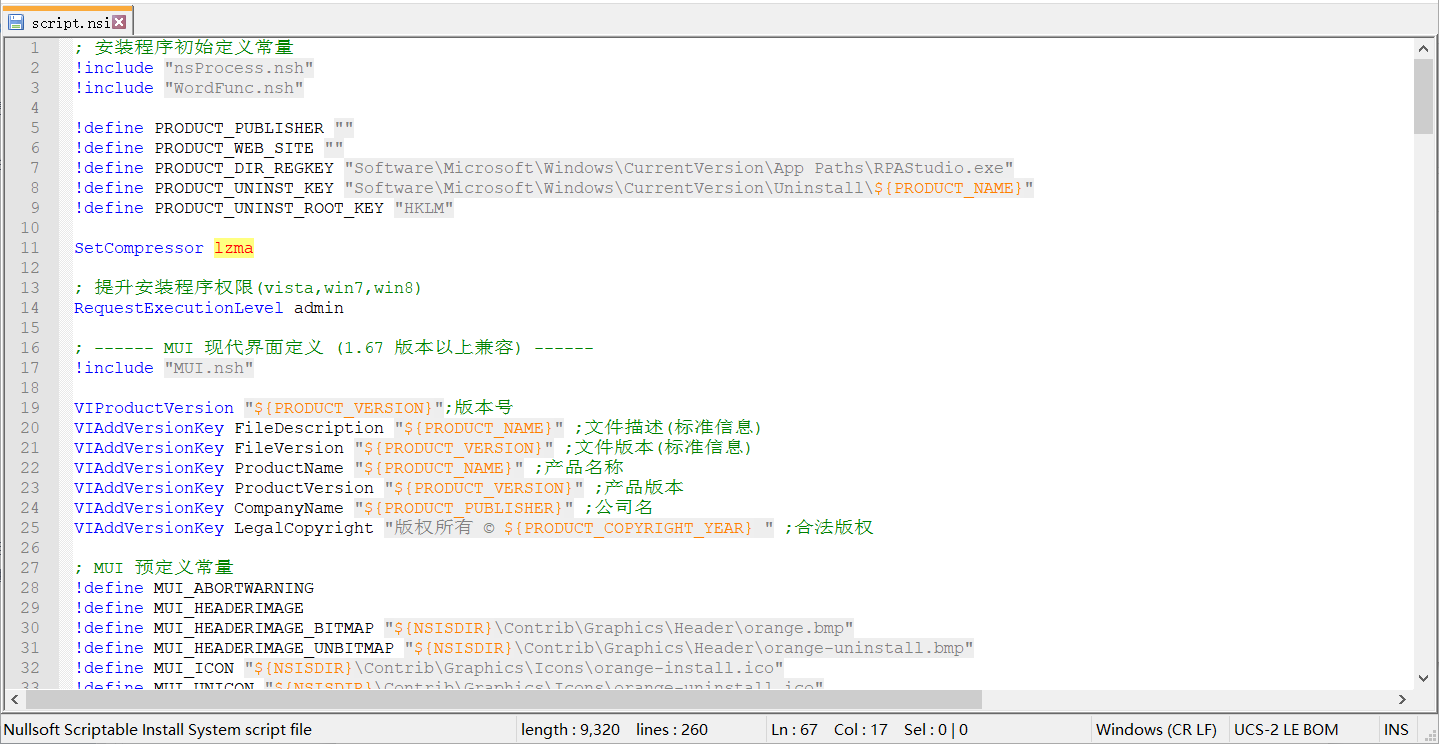 script.nsi
1 ; 安装程序初始定义常量
2 !include "nsProcess.nsh"
3 !include "WordFunc.nsh"
4
5 !define PRODUCT_PUBLISHER ""
6 !define PRODUCT_WEB_SITE ""
7 !define PRODUCT_DIR_REGKEY "Software\Microsoft\Windows\CurrentVersion\App Paths\RPAStudio.exe"
8 !define PRODUCT_UNINST_KEY "Software\Microsoft\Windows\CurrentVersion\Uninstall\${PRODUCT_NAME}"
9 !define PRODUCT_UNINST_ROOT_KEY "HKLM"
10
11 SetCompressor lzma
12
13 ; 提升安装程序权限(vista,win7,win8)
14 RequestExecutionLevel admin
15
16 ; ------ MUI 现代界面定义 (1.67 版本以上兼容) ------
17 !include "MUI.nsh"
18
19 VIProductVersion "${PRODUCT_VERSION}";版本号
20 VIAddVersionKey FileDescription "${PRODUCT_NAME}" ;文件描述(标准信息)
21 VIAddVersionKey FileVersion "${PRODUCT_VERSION}" ;文件版本(标准信息)
22 VIAddVersionKey ProductName "${PRODUCT_NAME}" ;产品名称
23 VIAddVersionKey ProductVersion "${PRODUCT_VERSION}" ;产品版本
24 VIAddVersionKey CompanyName "${PRODUCT_PUBLISHER}" ;公司名
25 VIAddVersionKey LegalCopyright "版权所有 © ${PRODUCT_COPYRIGHT_YEAR} " ;合法版权
26
27 ; MUI 预定义常量
28 !define MUI_ABORTWARNING
29 !define MUI_HEADERIMAGE
30 !define MUI_HEADERIMAGE_BITMAP "${NSISDIR}\Contrib\Graphics\Header\orange.bmp"
31 !define MUI_HEADERIMAGE_UNBITMAP "${NSISDIR}\Contrib\Graphics\Header\orange-uninstall.bmp"
32 !define MUI_ICON "${NSISDIR}\Contrib\Graphics\Icons\orange-install.ico"
33 !define MUI_UNICON "${NSISDIR}\Contrib\Graphics\Icons\orange-uninstall.ico"
Nullsoft Scriptable Install System script file length : 9,320 lines : 260 Ln : 67 Col : 17 Sel : 0 | 0 Windows (CR LF) UCS-2 LE BOM INS